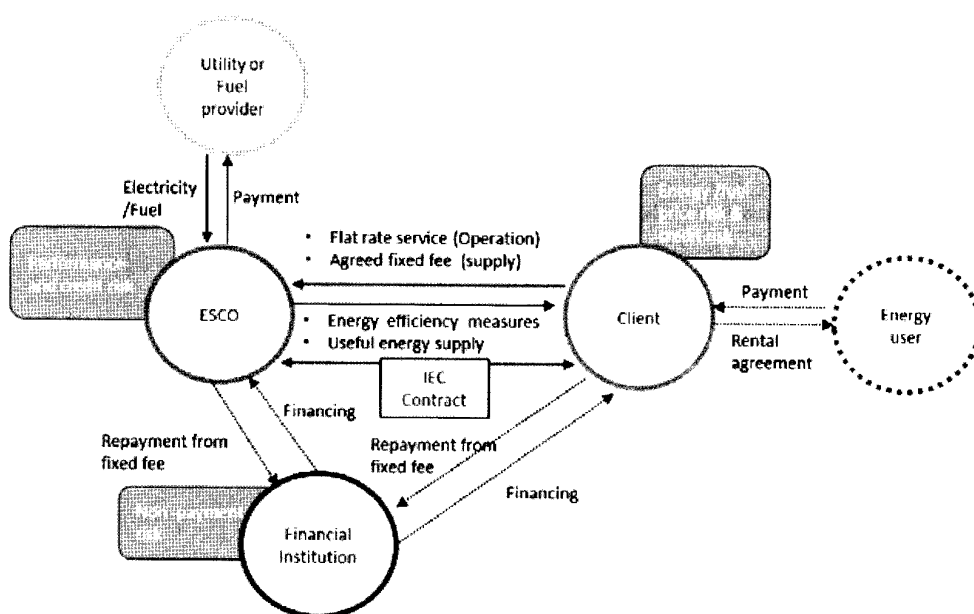 Utility or
Fuel
provider
Electricity
/Fuel
Payment
• Flat rate service (Operation)
• Agreed fixed fee (supply)
ESCO
Client
• Energy efficiency measures
• Useful energy supply
IEC
Contract
Payment
Rental
agreement
Energy
user
Financing
Repayment from
fixed fee
Repayment from
fixed fee
Financing
Financial
Institution